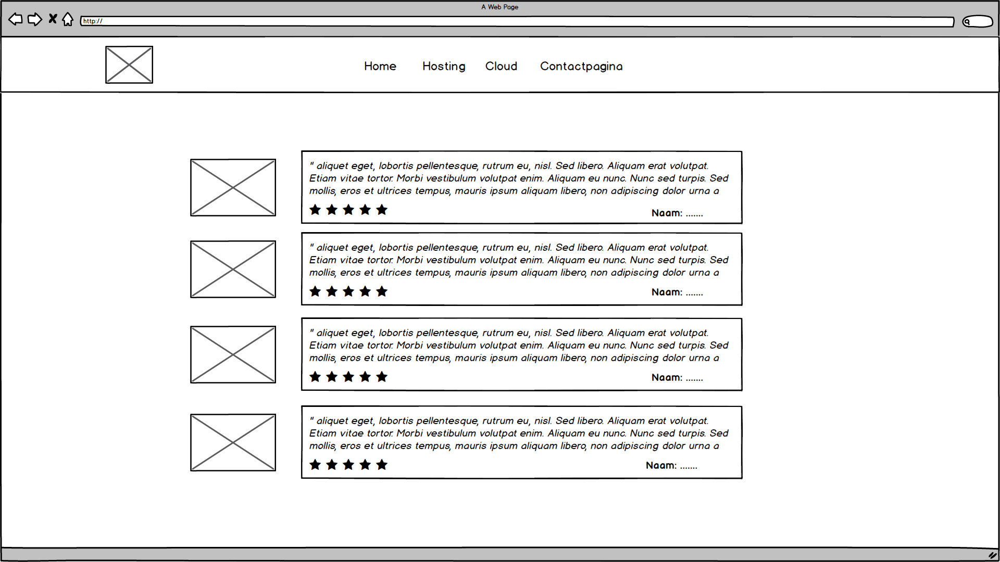 A Web Page
http://
Home Hosting Cloud Contactpagina
" aliquet eget, lobortis pellentesque, rutrum eu, nisl. Sed libero. Aliquam erat volutpat.
Etiam vitae tortor. Morbi vestibulum volutpat enim. Aliquam eu nunc. Nunc sed turpis. Sed
mollis, eros et ultrices tempus, mauris ipsum aliquam libero, non adipiscing dolor urna a
Naam: .......
" aliquet eget, lobortis pellentesque, rutrum eu, nisl. Sed libero. Aliquam erat volutpat.
Etiam vitae tortor. Morbi vestibulum volutpat enim. Aliquam eu nunc. Nunc sed turpis. Sed
mollis, eros et ultrices tempus, mauris ipsum aliquam libero, non adipiscing dolor urna a
Naam: .......
" aliquet eget, lobortis pellentesque, rutrum eu, nisl. Sed libero. Aliquam erat volutpat.
Etiam vitae tortor. Morbi vestibulum volutpat enim. Aliquam eu nunc. Nunc sed turpis. Sed
mollis, eros et ultrices tempus, mauris ipsum aliquam libero, non adipiscing dolor urna a
Naam: .......
" aliquet eget, lobortis pellentesque, rutrum eu, nisl. Sed libero. Aliquam erat volutpat.
Etiam vitae tortor. Morbi vestibulum volutpat enim. Aliquam eu nunc. Nunc sed turpis. Sed
mollis, eros et ultrices tempus, mauris ipsum aliquam libero, non adipiscing dolor urna a
Naam: .......